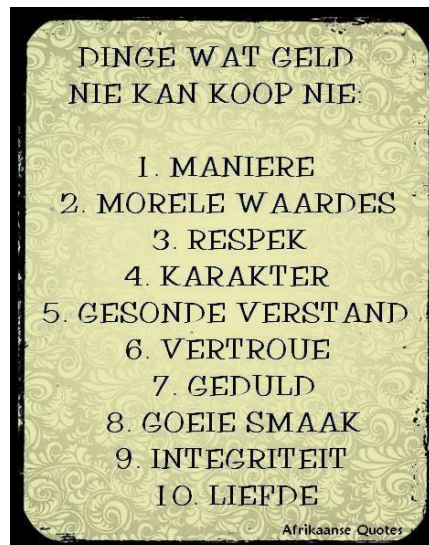 DINGE WAT GELD
NIE KAN KOOP NIE:
1. MANIERE
2. MORELE WAARDES
3. RESPEK
4. KARAKTER
5. GESONDE VERSTAND
6. VERTROUE
7. GEDULD
8. GOEIE SMAAK
9. INTEGRITEIT
10. LIEFDE
Afrikaanse Quotes